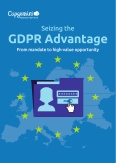 Capgemini
Seizing the
GDPR Advantage
From mandate to high-value opportunity